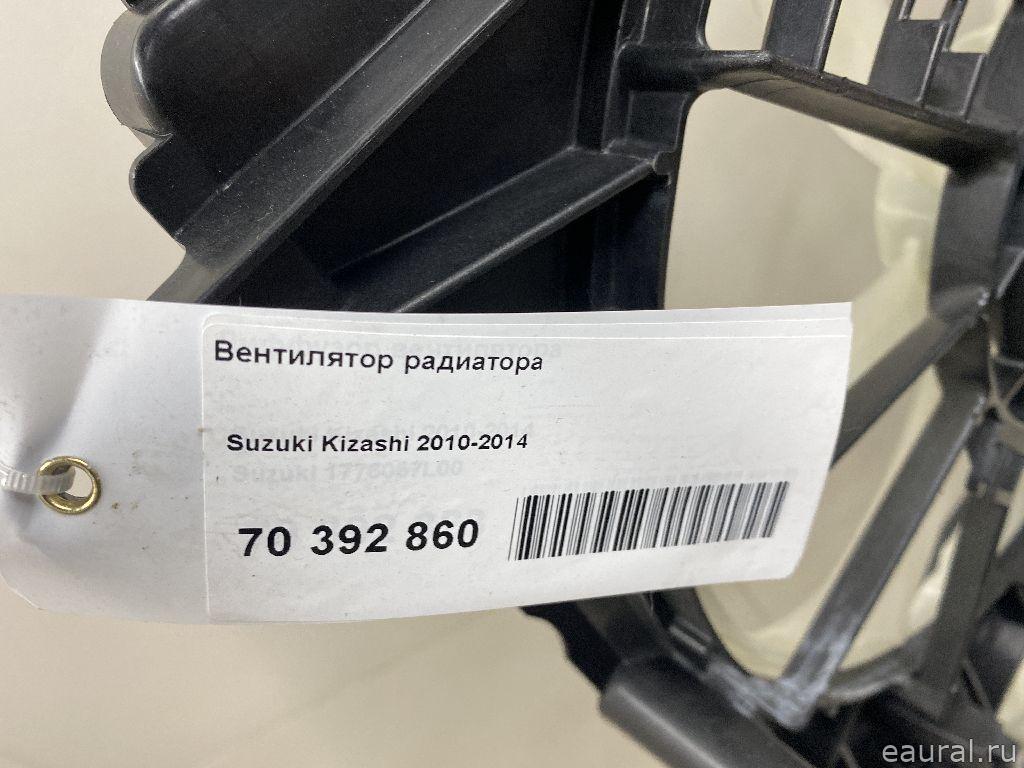 Вентилятор радиатора
Suzuki Kizashi 2010-2014
70 392 860
eaural.ru